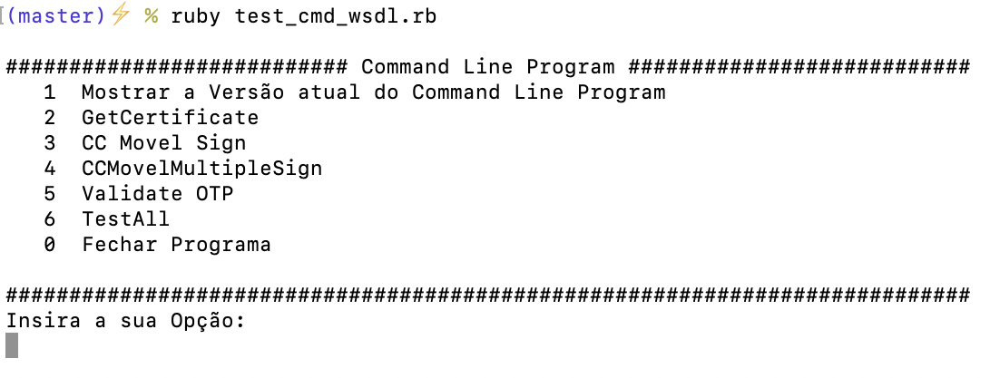 [(master)⚡ % ruby test_cmd_wsdl.rb
########################### Command Line Program ###########################
1 Mostrar a Versão atual do Command Line Program
2 GetCertificate
3 CC Movel Sign
4 CCMovelMultipleSign
5 Validate OTP
6 TestAll
0 Fechar Programa
############################################################################
Insira a sua Opção: